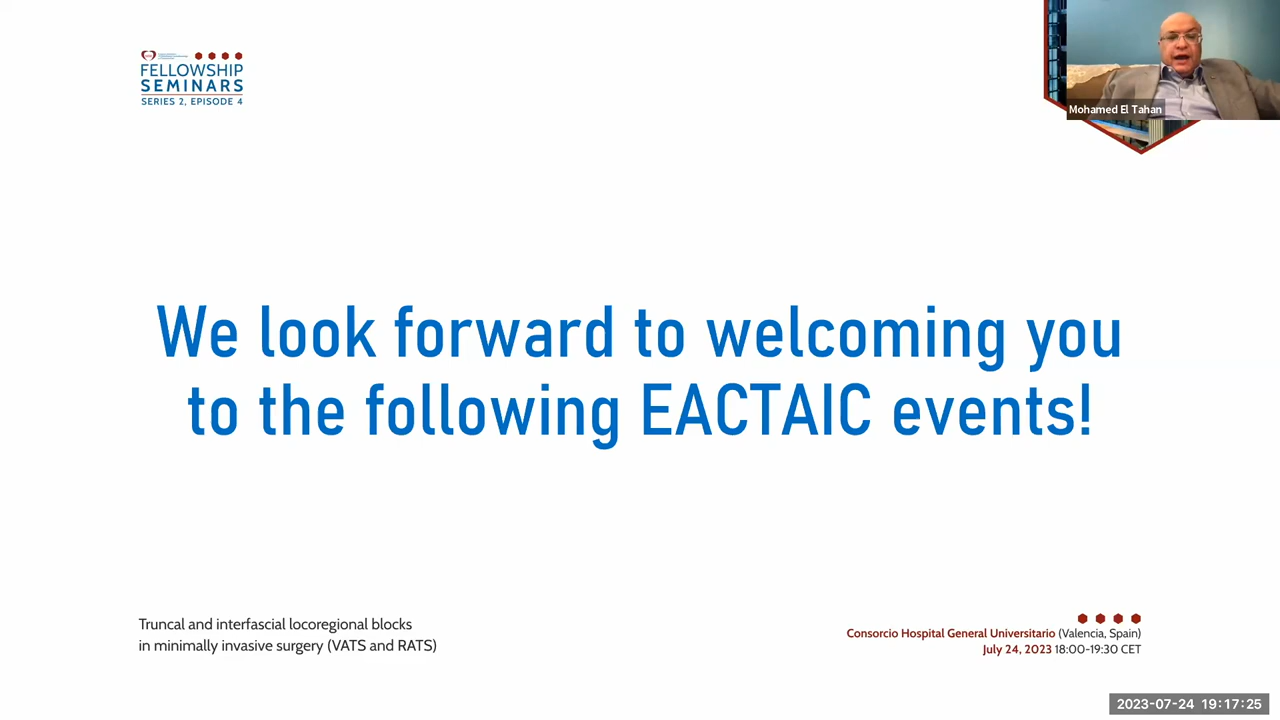 FELLOWSHIP
SEMINARS
SERIES 2, EPISODE 4
Mohamed El Tahan
We look forward to welcoming you
to the following EACTAIC events!
Truncal and interfascial locoregional blocks
in minimally invasive surgery (VATS and RATS)
Consorcio Hospital General Universitario (Valencia, Spain)
July 24, 2023 18:00-19:30 CET
2023-07-24 19:17:25